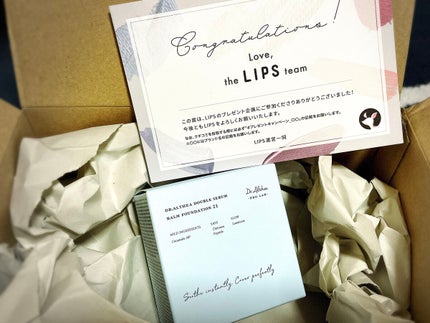 Congratulations!
Love,
the LIPS team
この度は、LIPSのプレゼント企画にご参加くださりありがとうございました!
今後ともLIPSをよろしくお願いいたします。
LIPS運営一同
DR.ALTHEA DOUBLE SERUM
BALM FOUNDATION 21
Dr.Althea
PRO LAB
Soothe instantly, Cover perfectly